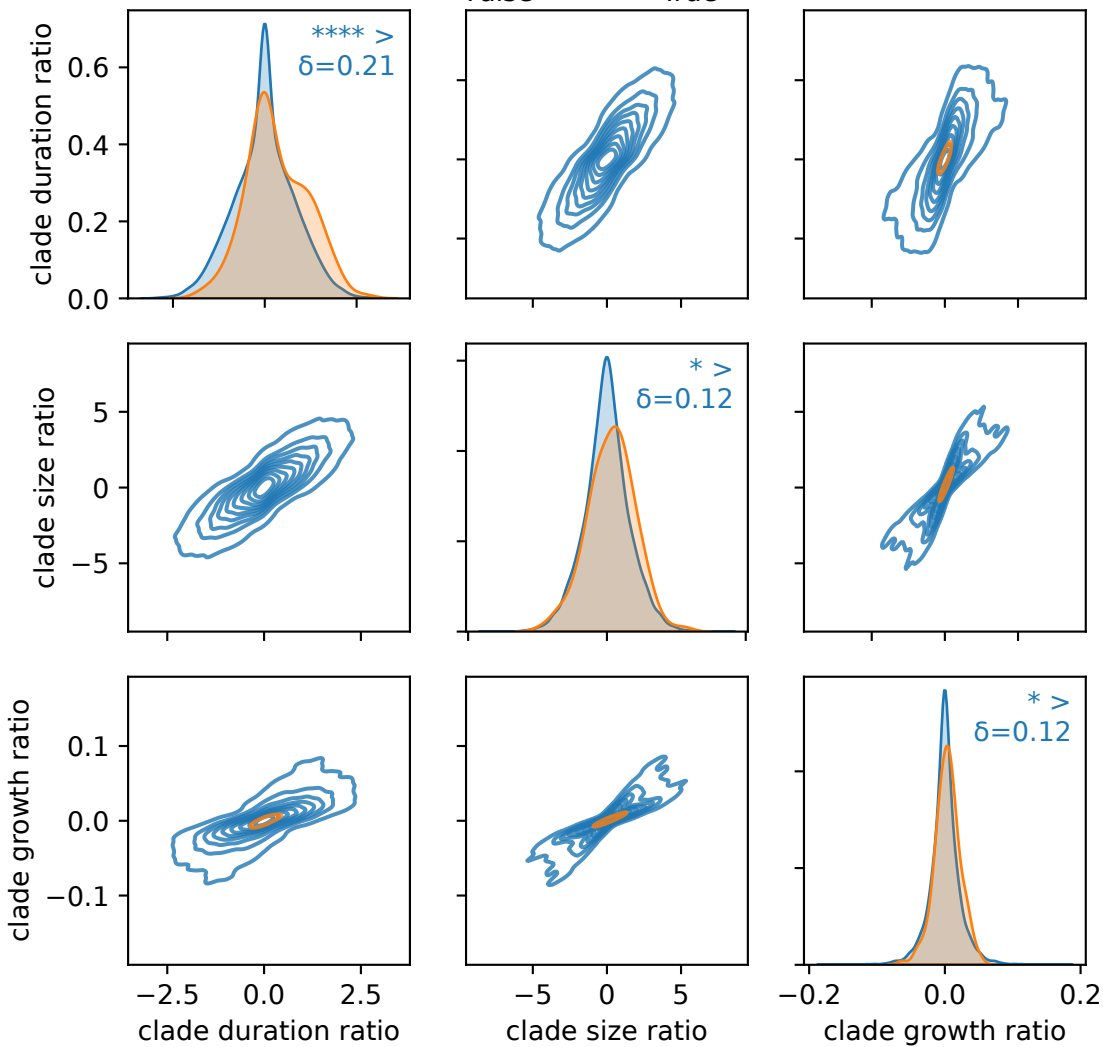 True
clade duration ratio
0.6
0.4
0.2
0.0
**** >
δ=0.21
clade size ratio
5
0
−5
* >
δ=0.12
clade growth ratio
0.1
0.0
−0.1
* >
δ=0.12
−2.5 0.0 2.5
−5 0 5
−0.2 0.0 0.2
clade duration ratio
clade size ratio
clade growth ratio